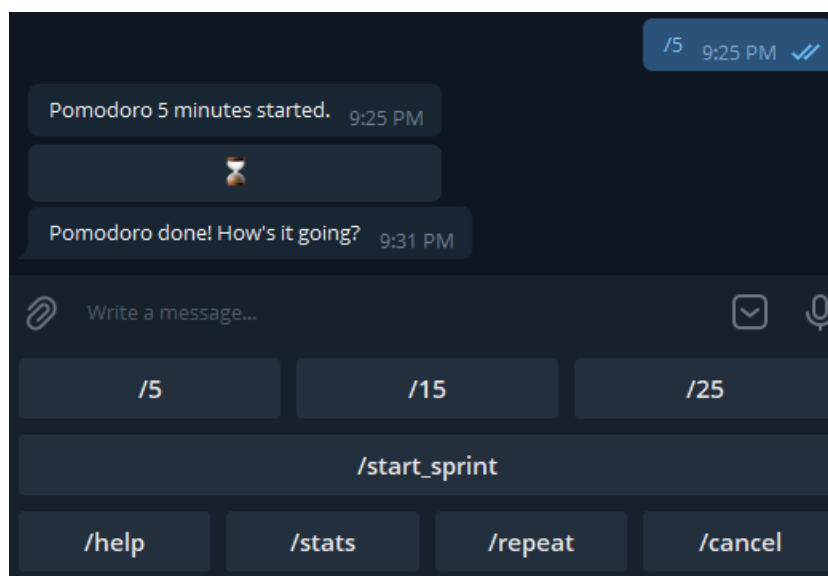 /5 9:25 PM
Pomodoro 5 minutes started. 9:25 PM
Pomodoro done! How's it going? 9:31 PM
Write a message...
/5 /15 /25
/start_sprint
/help /stats /repeat /cancel